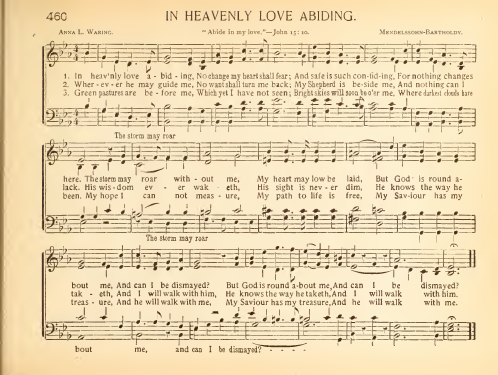 460 IN HEAVENLY LOVE ABIDING.
ANNA L. WARING. "Abide in my love."—John 15: 10. MENDELSSOHN-BARTHOLDY.
1. In heav'nly love a - bid - ing, No change my heart shall fear; And safe is such con-fid-ing, For nothing changes
2. Wher - ev - er he may guide me, No want shall turn me back; My Shepherd is be-side me, And nothing can I
3. Green pastures are be - fore me, Which yet I have not seen; Bright skies will soon be o'er me, Where darkest clouds have
The storm may roar
here. The storm may roar with - out me, My heart may low be laid, But God is round a-
lack. His wis-dom ev - er wak - eth, His sight is nev - er dim, He knows the way he
been. My hope I can not meas - ure, My path to life is free, My Sav-iour has my
The storm may roar
bout me, And can I be dismayed? But God is round a-bout me, And can I be dismayed?
tak - eth, And I will walk with him, He knows the way he taketh, And I will walk with him.
treas - ure, And he will walk with me, My Saviour has my treasure, And he will walk with me.
bout me, and can I be dismayed? - - - -